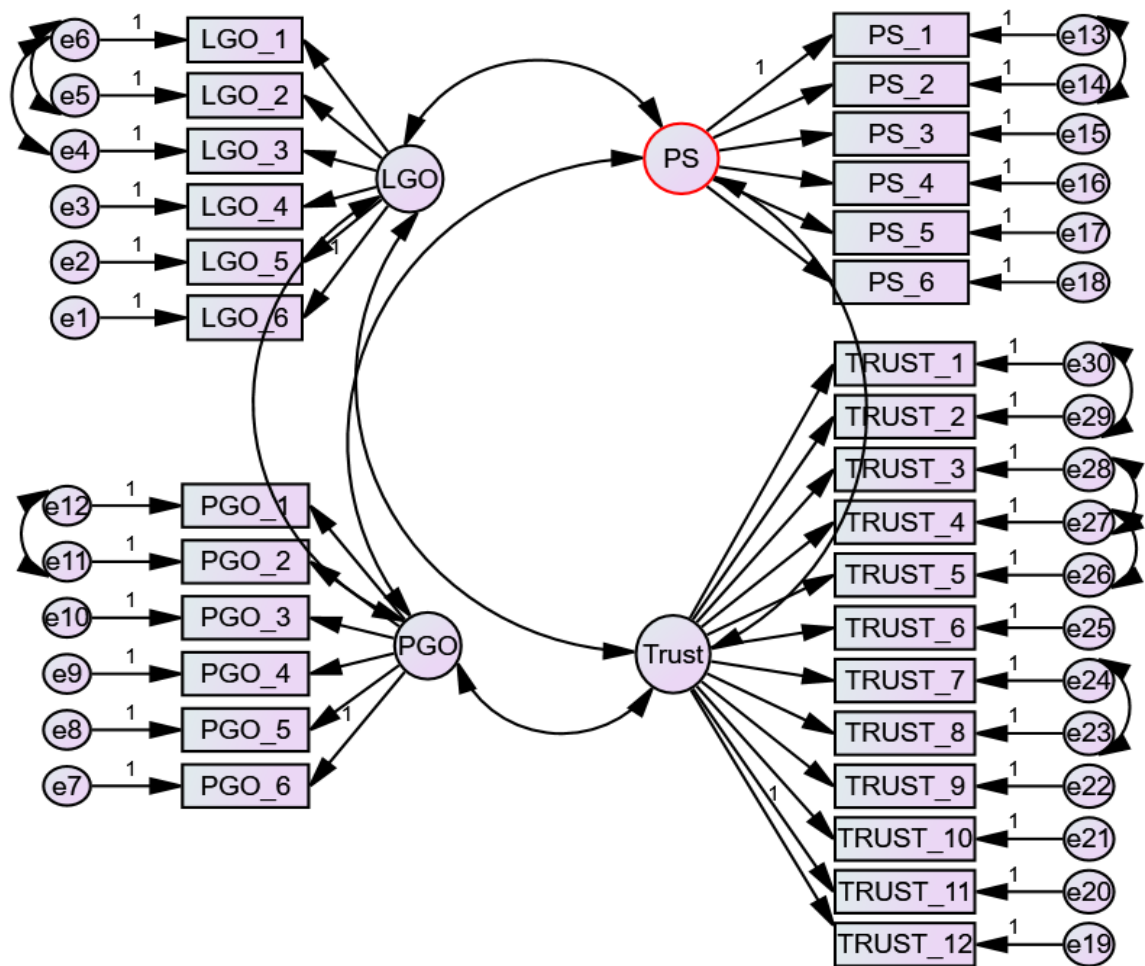 e6 1 LGO_1
e5 1 LGO_2
e4 1 LGO_3
e3 1 LGO_4
e2 1 LGO_5 1
e1 1 LGO_6
LGO
PS
1 PS_1 1 e13
PS_2 1 e14
PS_3 1 e15
PS_4 1 e16
PS_5 1 e17
PS_6 1 e18
e12 1 PGO_1
e11 1 PGO_2
e10 1 PGO_3
e9 1 PGO_4
e8 1 PGO_5 1
e7 1 PGO_6
PGO
Trust
TRUST_1 1 e30
TRUST_2 1 e29
TRUST_3 1 e28
TRUST_4 1 e27
TRUST_5 1 e26
TRUST_6 1 e25
TRUST_7 1 e24
TRUST_8 1 e23
TRUST_9 1 e22
1 TRUST_10 1 e21
TRUST_11 1 e20
TRUST_12 1 e19